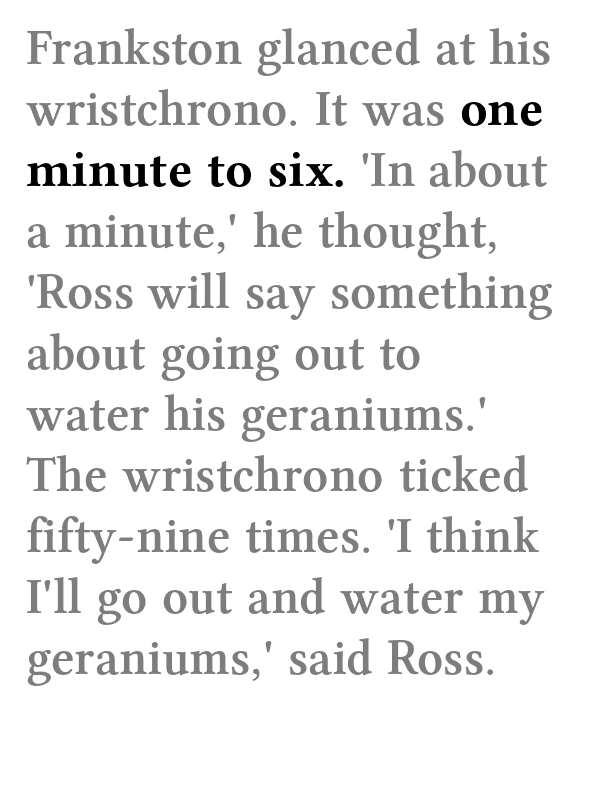 Frankston glanced at his
wristchrono. It was one
minute to six. 'In about
a minute,' he thought,
'Ross will say something
about going out to
water his geraniums.'
The wristchrono ticked
fifty-nine times. 'I think
I'll go out and water my
geraniums,' said Ross.